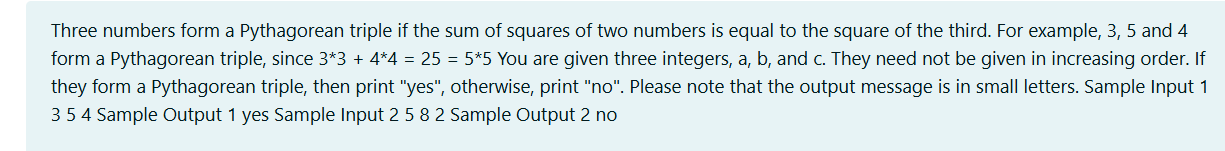 Three numbers form a Pythagorean triple if the sum of squares of two numbers is equal to the square of the third. For example, 3, 5 and 4
form a Pythagorean triple, since 3*3 + 4*4 = 25 = 5*5 You are given three integers, a, b, and c. They need not be given in increasing order. If
they form a Pythagorean triple, then print "yes", otherwise, print "no". Please note that the output message is in small letters. Sample Input 1
3 5 4 Sample Output 1 yes Sample Input 2 5 8 2 Sample Output 2 no